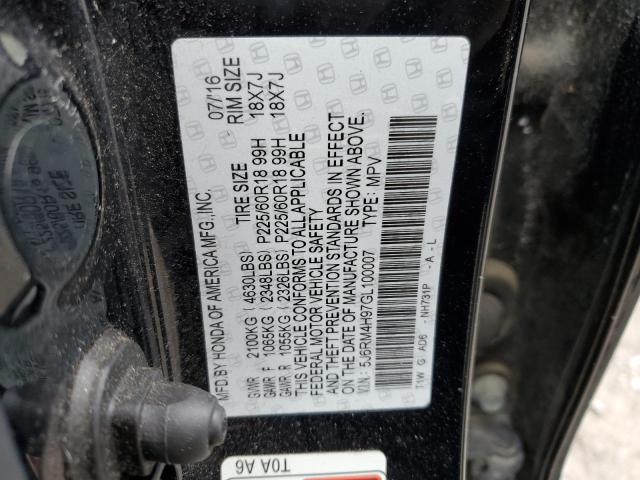 MFD.BY HONDA OF AMERICA MFG.,INC. 07/16
TIRE SIZE RIM SIZE
GVWR 2100KG (4630LBS)
GAWR F 1065KG (2348LBS) P225/60R18 99H 18X7J
GAWR R 1055KG (2326LBS) P225/60R18 99H 18X7J
THIS VEHICLE CONFORMS TO ALL APPLICABLE
FEDERAL MOTOR VEHICLE SAFETY
AND THEFT PREVENTION STANDARDS IN EFFECT
ON THE DATE OF MANUFACTURE SHOWN ABOVE.
V.I.N.: 5J6RM4H97GL100007 TYPE: MPV
T1W G AD6 - NH731P - A - L
T0A A6